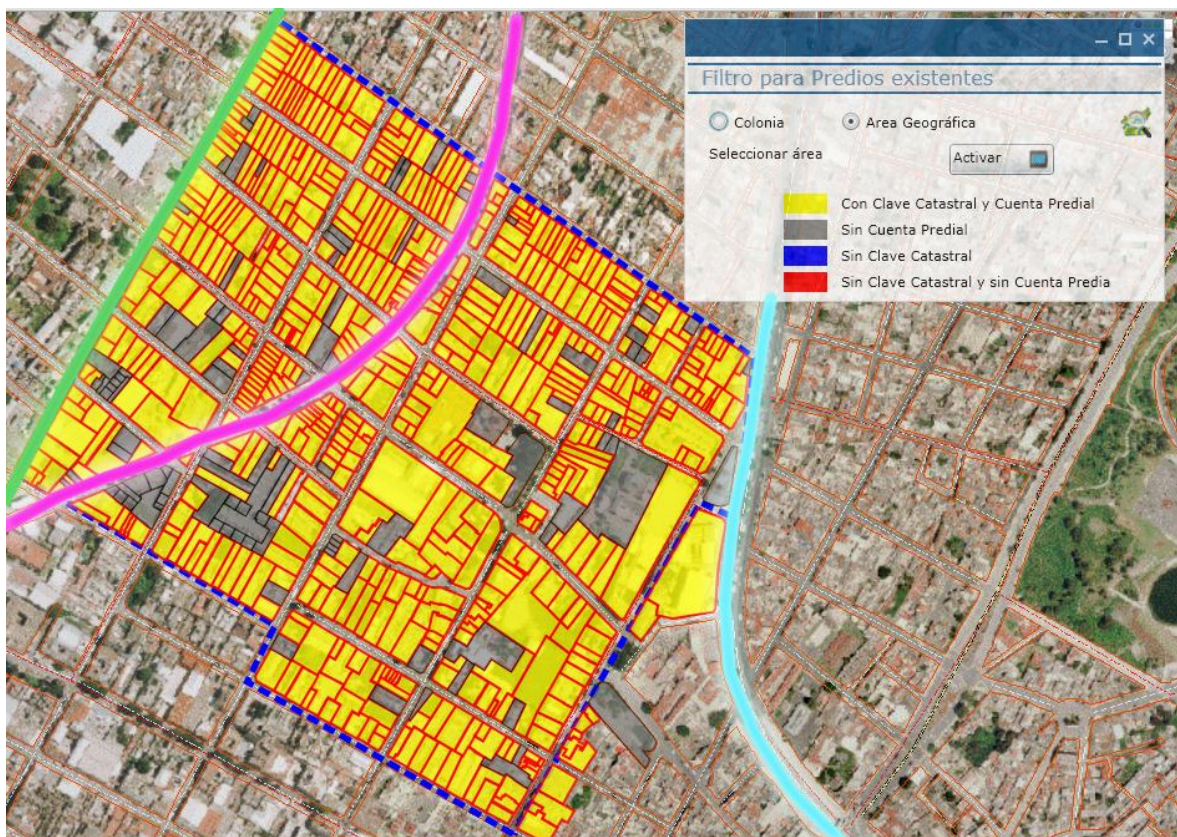 Filtro para Predios existentes
Colonia
Area Geográfica
Seleccionar área
Activar
Con Clave Catastral y Cuenta Predial
Sin Cuenta Predial
Sin Clave Catastral
Sin Clave Catastral y sin Cuenta Predia